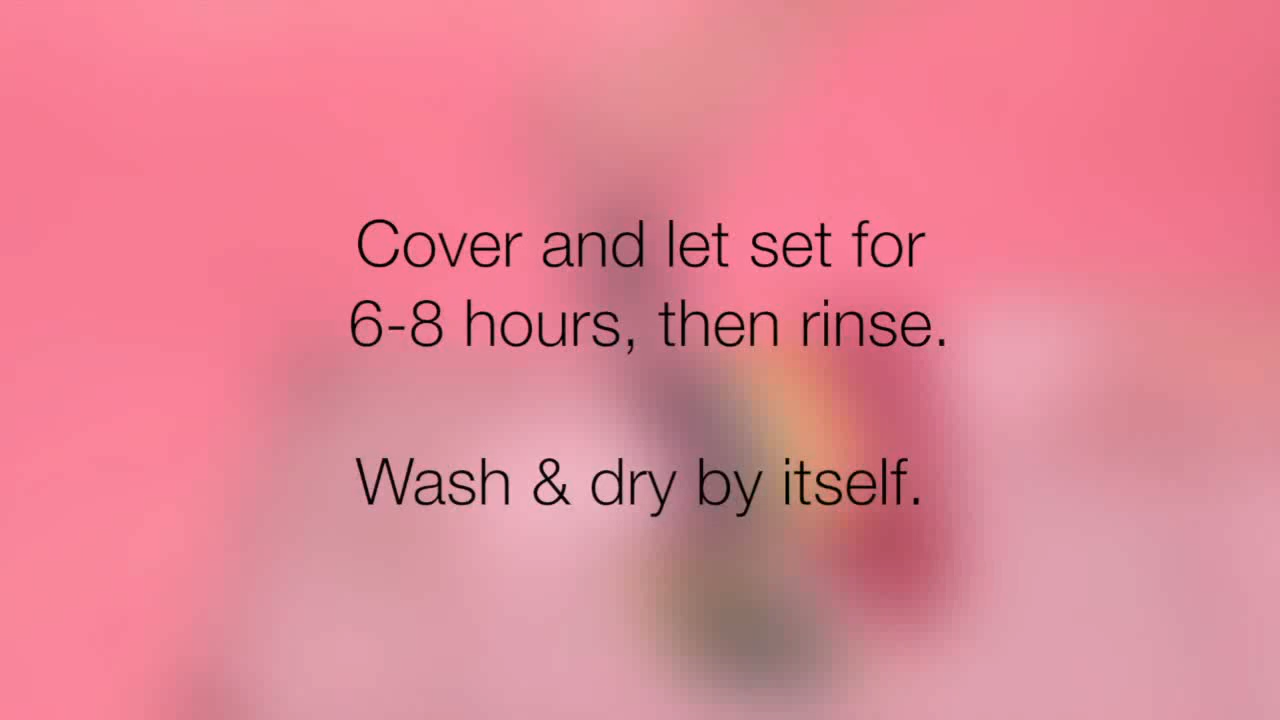 Cover and let set for
6-8 hours, then rinse.
Wash & dry by itself.